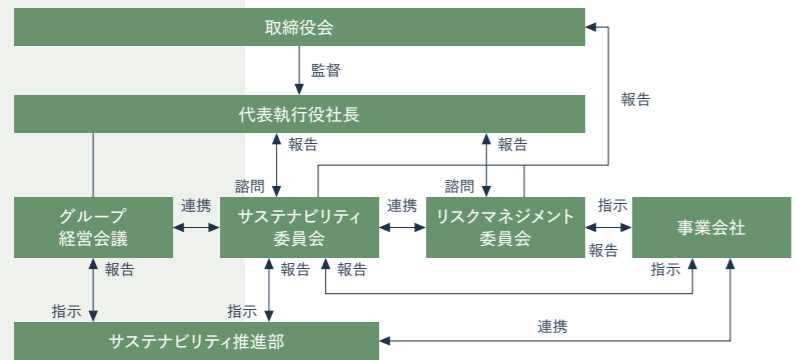 取締役会
監督
報告
代表執行役社長
報告
報告
諮問
諮問
グループ
経営会議
連携
サステナビリティ
委員会
連携
リスクマネジメント
委員会
指示
報告
事業会社
報告
報告
報告
指示
指示
指示
サステナビリティ推進部
連携